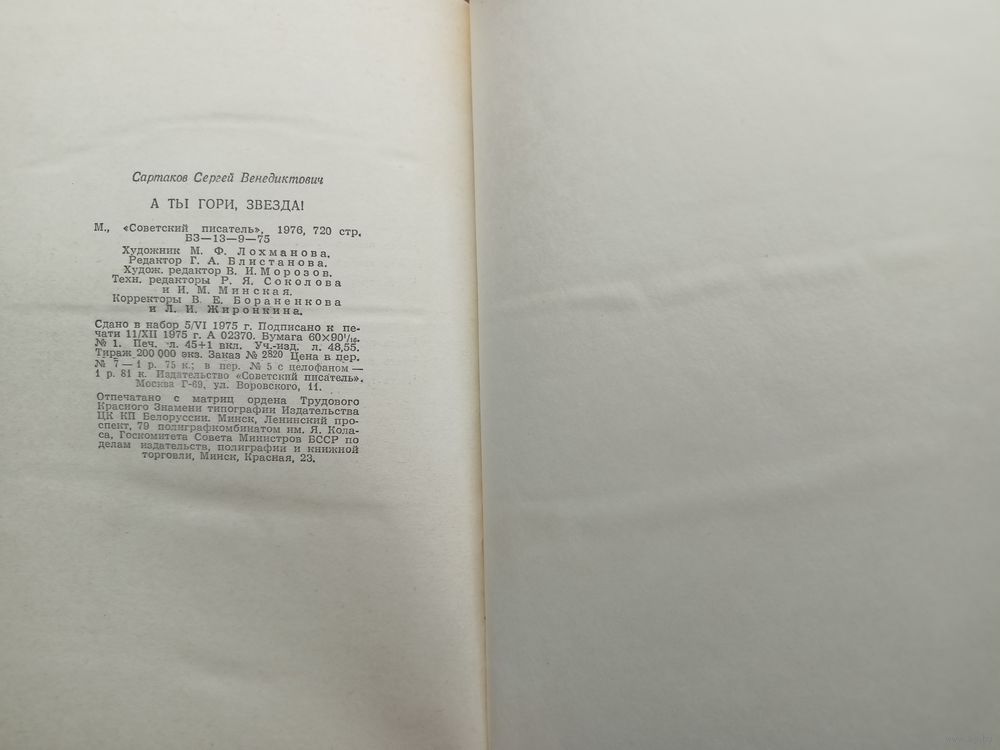 Сартаков Сергей Венедиктович
А ТЫ ГОРИ, ЗВЕЗДА!
М., «Советский писатель», 1976, 720 стр.
БЗ—13—9—75
Художник М. Ф. Лохманова.
Редактор Г. А. Блистанова.
Худож. редактор В. И. Морозов.
Техн. редакторы Р. Я. Соколова
и И. М. Минская.
Корректоры В. Е. Бораненкова
и Л. И. Жиронкина.
Сдано в набор 5/VI 1975 г. Подписано к пе-
чати 11/XII 1975 г. А 02370. Бумага 60×90¹/₁₆.
№ 1. Печ. л. 45+1 вкл. Уч.-изд. л. 48,55.
Тираж 200 000 экз. Заказ № 2820 Цена в пер.
№ 7—1 р. 75 к.; в пер. № 5 с целофаном—
1 р. 81 к. Издательство «Советский писатель».
Москва Г-69, ул. Воровского, 11.
Отпечатано с матриц ордена Трудового
Красного Знамени типографии Издательства
ЦК КП Белоруссии. Минск, Ленинский про-
спект, 79 полиграфкомбинатом им. Я. Кола-
са, Госкомитета Совета Министров БССР по
делам издательств, полиграфии и книжной
торговли, Минск, Красная, 23.